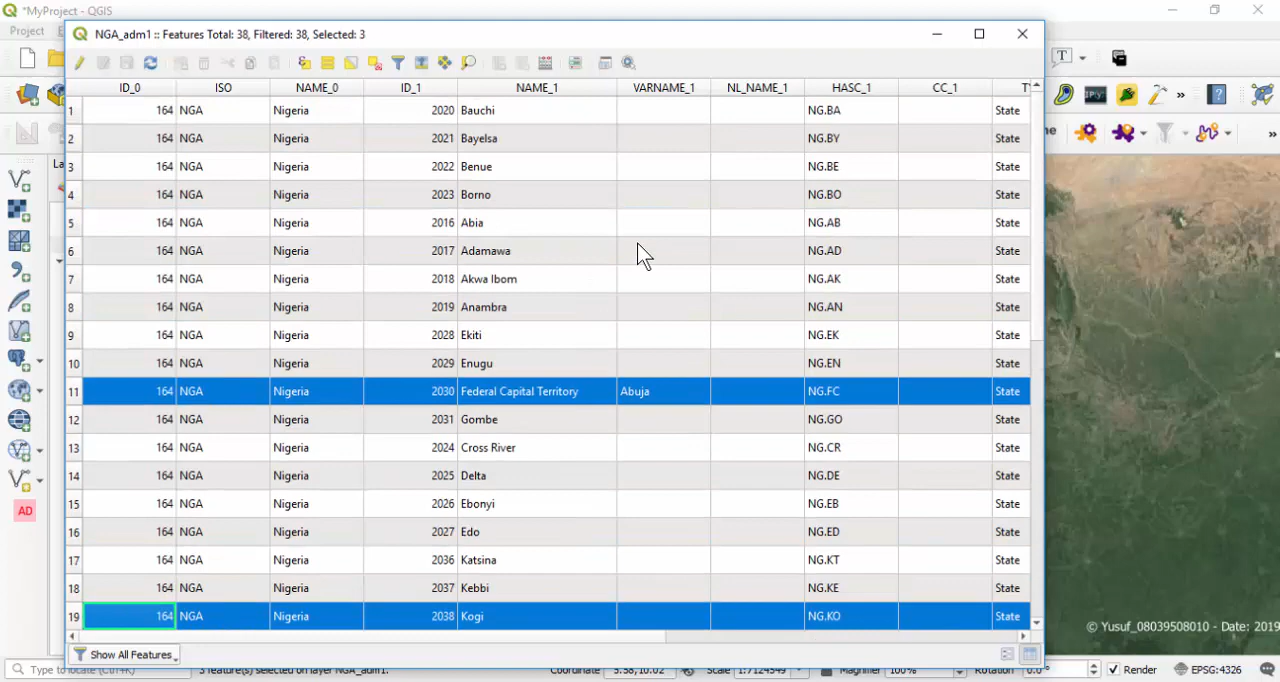 *MyProject - QGIS
Project
NGA_adm1 :: Features Total: 38, Filtered: 38, Selected: 3
ID_0 ISO NAME_0 ID_1 NAME_1 VARNAME_1 NL_NAME_1 HASC_1 CC_1 TY
1 164 NGA Nigeria 2020 Bauchi NG.BA State
2 164 NGA Nigeria 2021 Bayelsa NG.BY State
3 164 NGA Nigeria 2022 Benue NG.BE State
4 164 NGA Nigeria 2023 Borno NG.BO State
5 164 NGA Nigeria 2016 Abia NG.AB State
6 164 NGA Nigeria 2017 Adamawa NG.AD State
7 164 NGA Nigeria 2018 Akwa Ibom NG.AK State
8 164 NGA Nigeria 2019 Anambra NG.AN State
9 164 NGA Nigeria 2028 Ekiti NG.EK State
10 164 NGA Nigeria 2029 Enugu NG.EN State
11 164 NGA Nigeria 2030 Federal Capital Territory Abuja NG.FC State
12 164 NGA Nigeria 2031 Gombe NG.GO State
13 164 NGA Nigeria 2024 Cross River NG.CR State
14 164 NGA Nigeria 2025 Delta NG.DE State
15 164 NGA Nigeria 2026 Ebonyi NG.EB State
16 164 NGA Nigeria 2027 Edo NG.ED State
17 164 NGA Nigeria 2036 Katsina NG.KT State
18 164 NGA Nigeria 2037 Kebbi NG.KE State
19 164 NGA Nigeria 2038 Kogi NG.KO State
AD
© Yusuf_08039508010 - Date: 2019
Show All Features
Type to locate (Ctrl+K) 3 feature(s) selected on layer NGA_adm1. Coordinate 5.58,10.02 Scale 1:7124549 Magnifier 100% Rotation 0.0 ° Render EPSG:4326